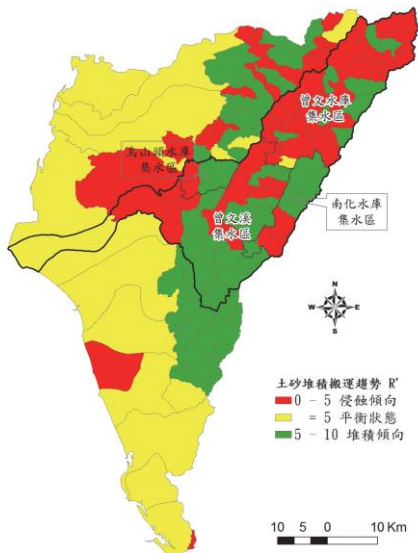 曾文水庫
集水區
烏山頭水庫
集水區
南化水庫
集水區
曾文溪
集水區
N
W
E
S
土砂堆積搬運趨勢 R'
0 - 5 侵蝕傾向
= 5 平衡狀態
5 - 10 堆積傾向
10 5 0 10 Km